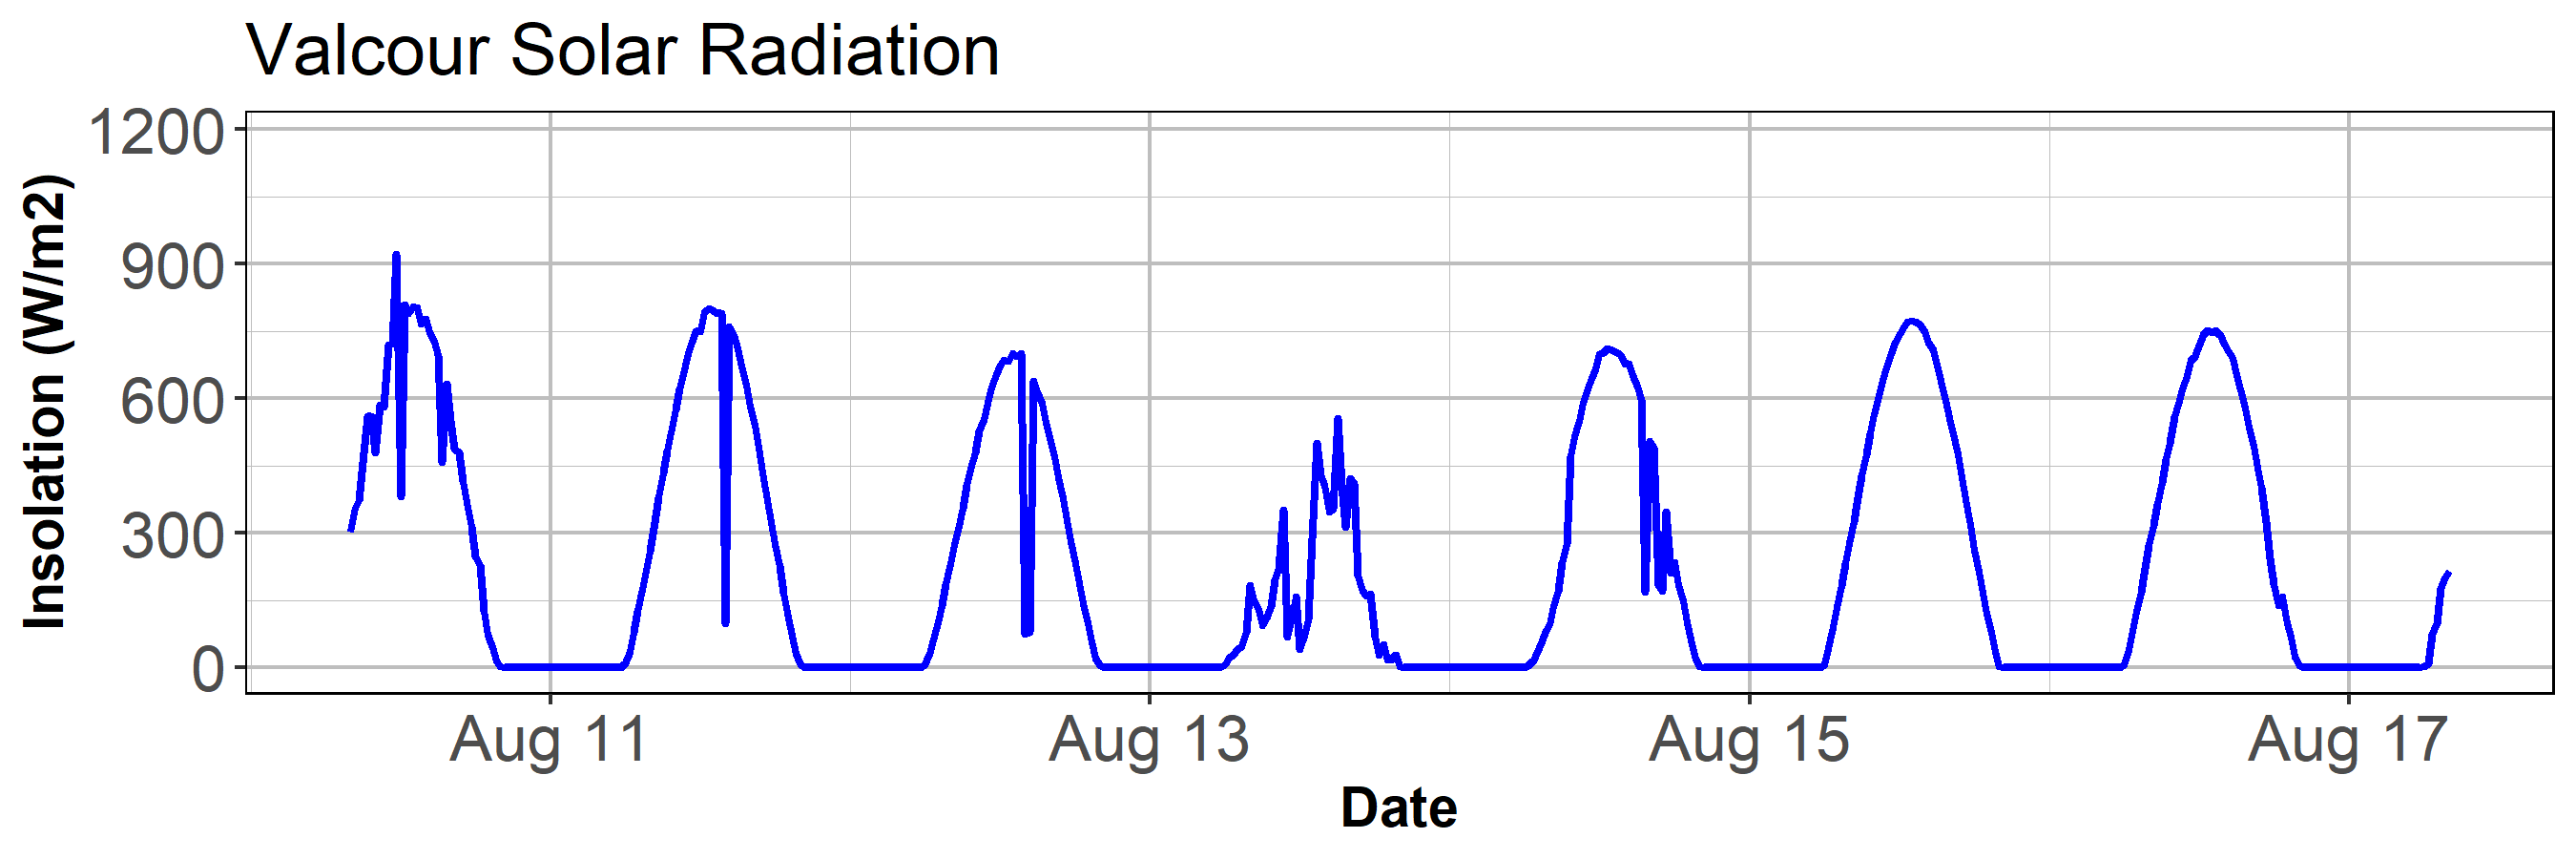 Valcour Solar Radiation
1200
900
600
300
0
Insolation (W/m2)
Aug 11
Aug 13
Aug 15
Aug 17
Date